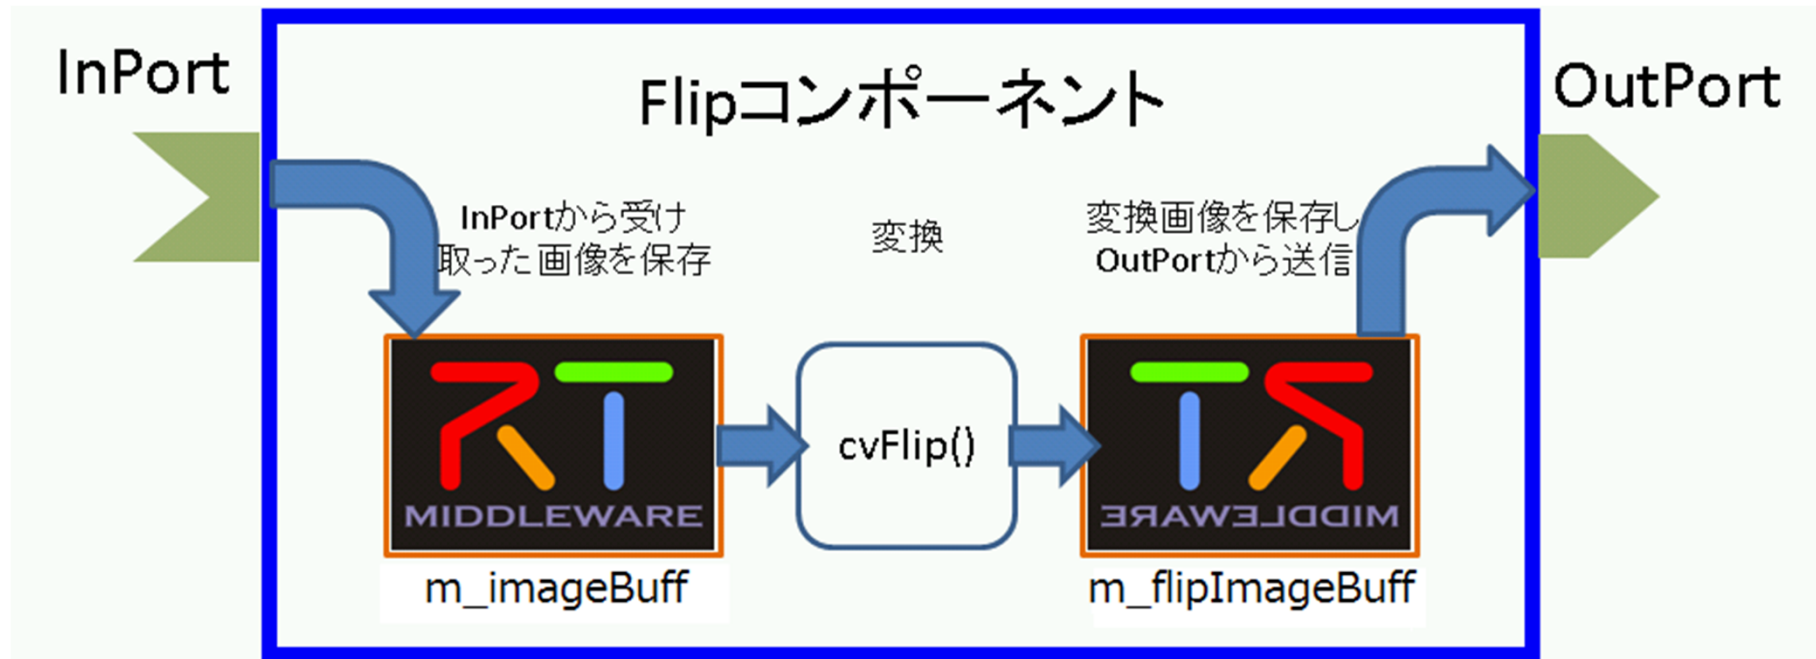 InPort
Flipコンポーネント
OutPort
InPortから受け
取った画像を保存
変換
変換画像を保存し
OutPortから送信
RT
MIDDLEWARE
cvFlip()
RT
MIDDLEWARE
m_imageBuff
m_flipImageBuff